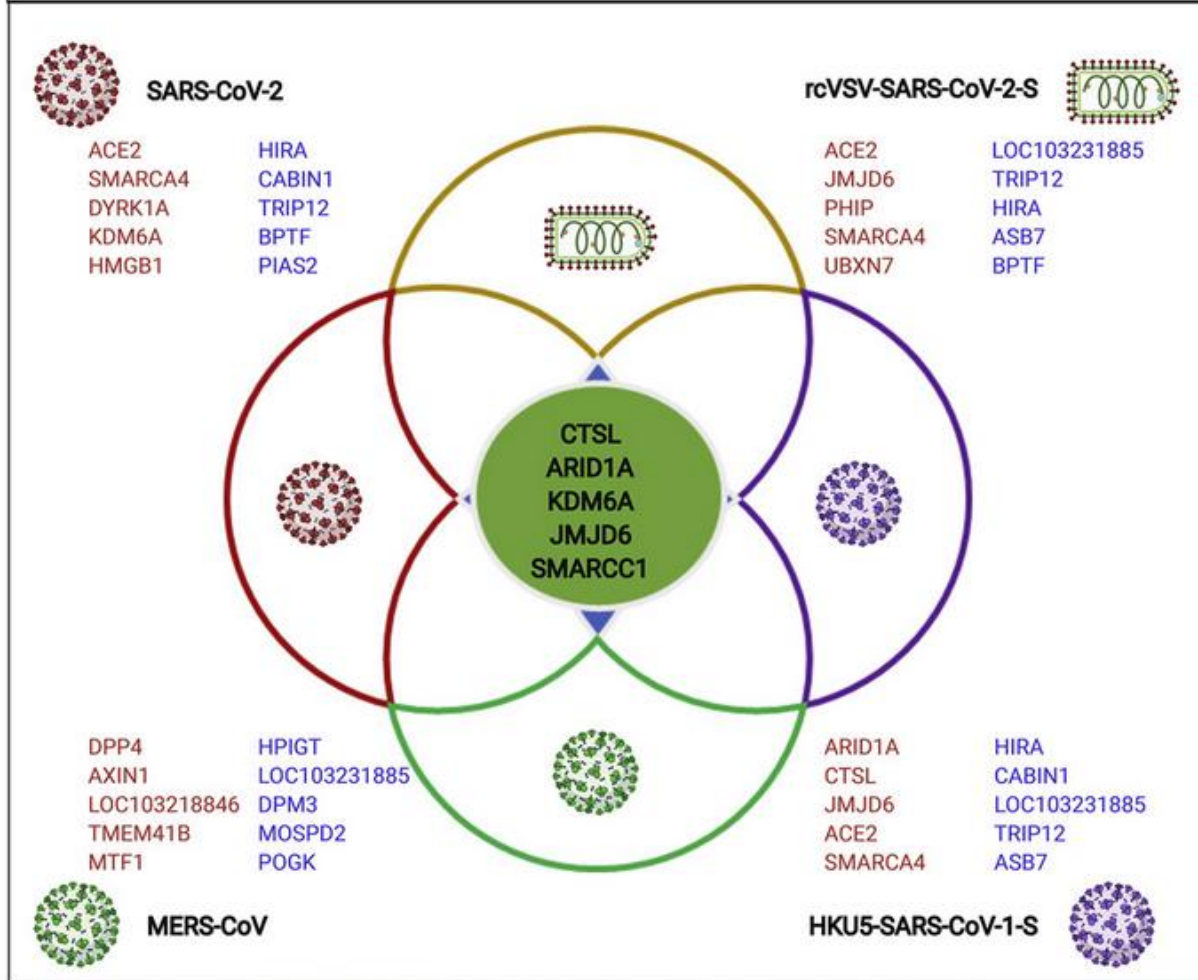 SARS-CoV-2
ACE2 HIRA
SMARCA4 CABIN1
DYRK1A TRIP12
KDM6A BPTF
HMGB1 PIAS2
rcVSV-SARS-CoV-2-S
ACE2 LOC103231885
JMJD6 TRIP12
PHIP HIRA
SMARCA4 ASB7
UBXN7 BPTF
CTSL
ARID1A
KDM6A
JMJD6
SMARCC1
DPP4 HPIGT
AXIN1 LOC103231885
LOC103218846 DPM3
TMEM41B MOSPD2
MTF1 POGK
MERS-CoV
ARID1A HIRA
CTSL CABIN1
JMJD6 LOC103231885
ACE2 TRIP12
SMARCA4 ASB7
HKU5-SARS-CoV-1-S